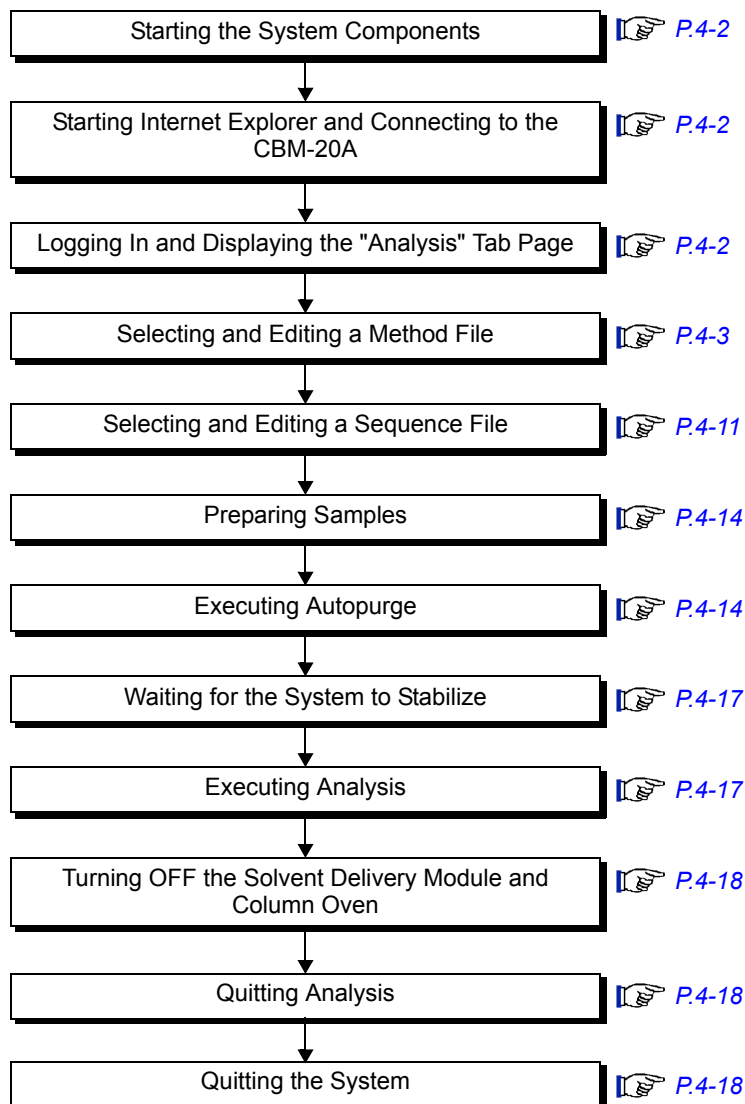 Starting the System Components
P.4-2
Starting Internet Explorer and Connecting to the
CBM-20A
P.4-2
Logging In and Displaying the "Analysis" Tab Page
P.4-2
Selecting and Editing a Method File
P.4-3
Selecting and Editing a Sequence File
P.4-11
Preparing Samples
P.4-14
Executing Autopurge
P.4-14
Waiting for the System to Stabilize
P.4-17
Executing Analysis
P.4-17
Turning OFF the Solvent Delivery Module and
Column Oven
P.4-18
Quitting Analysis
P.4-18
Quitting the System
P.4-18